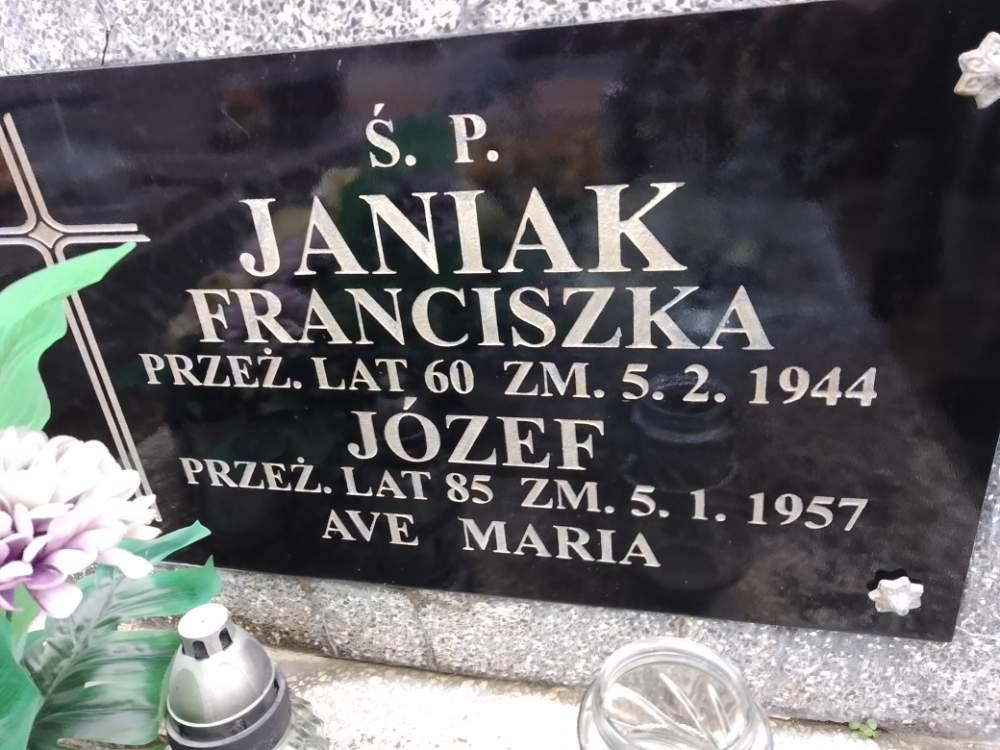 Ś. P.
JANIAK
FRANCISZKA
PRZEŻ. LAT 60 ZM. 5. 2. 1944
JÓZEF
PRZEŻ. LAT 85 ZM. 5. 1. 1957
AVE MARIA